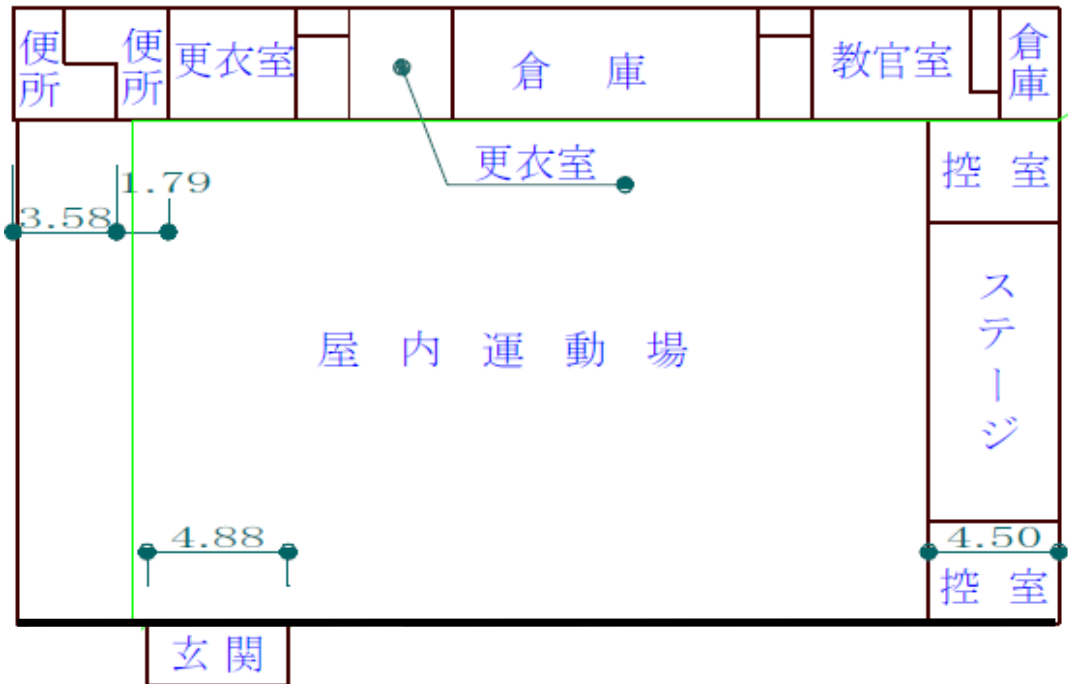 便所
便所
更衣室
倉庫
教官室
倉庫
更衣室
控室
1.79
3.58
ステージ
屋内運動場
4.88
4.50
控室
玄関